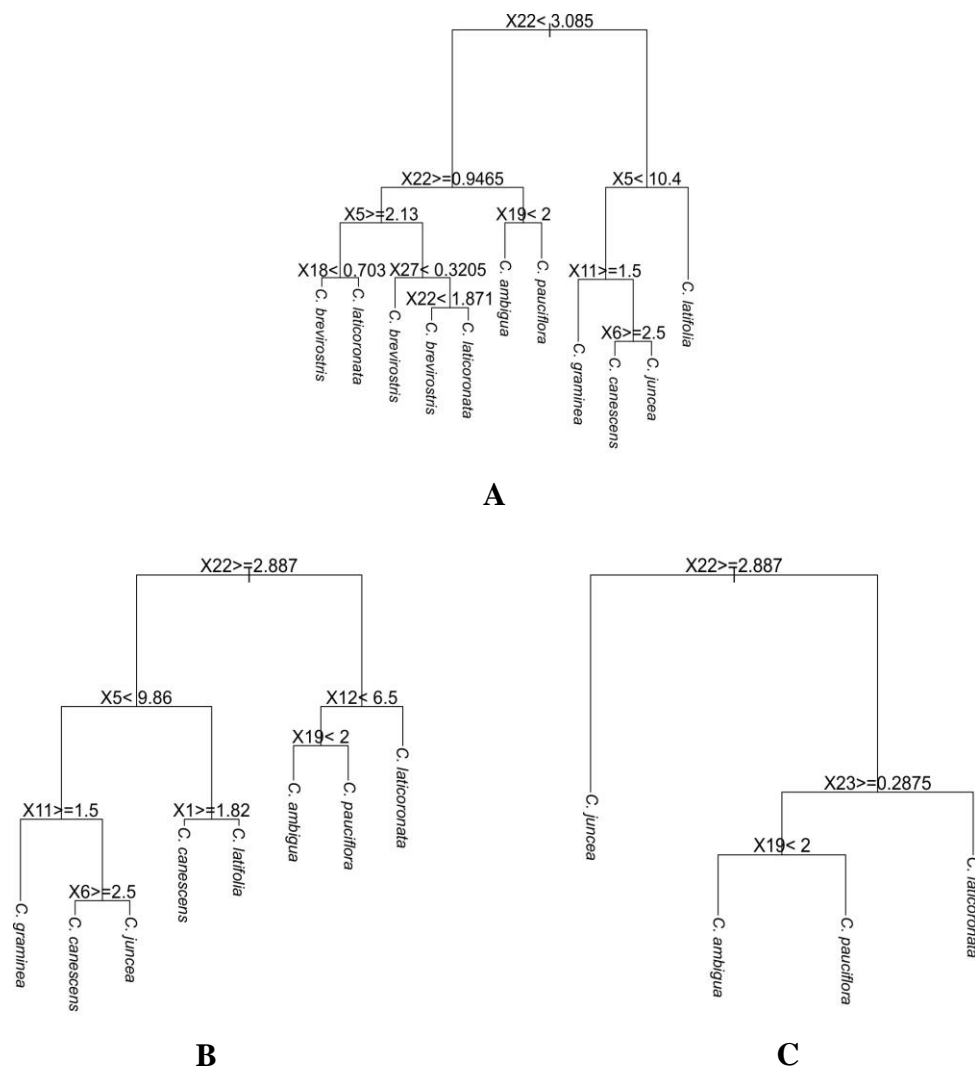 X22< 3.085
X22>=0.9465
X5< 10.4
X5>=2.13
X19< 2
X18< 0.703
X27< 0.3205
X11>=1.5
X22< 1.871
X6>=2.5
C. brevirostris
C. laticoronata
C. brevirostris
C. brevirostris
C. laticoronata
C. ambigua
C. pauciflora
C. graminea
C. canescens
C. juncea
C. latifolia
A
X22>=2.887
X5< 9.86
X12< 6.5
X19< 2
X11>=1.5
X1>=1.82
X6>=2.5
C. graminea
C. canescens
C. juncea
C. canescens
C. latifolia
C. ambigua
C. pauciflora
C. laticoronata
B
X22>=2.887
X23>=0.2875
X19< 2
C. juncea
C. ambigua
C. pauciflora
C. laticoronata
C